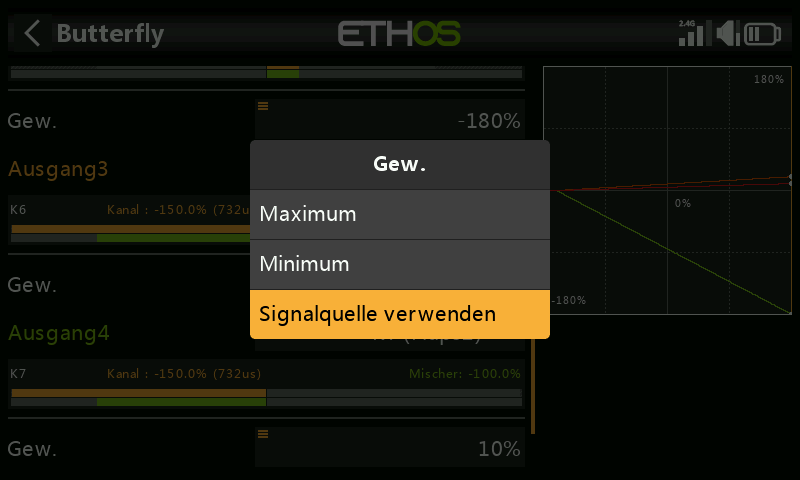 Butterfly
ETHOS
2.4G
180%
Gew.
-180%
Gew.
Ausgang3
K6
Kanal : -150.0% (732u
Maximum
0%
Minimum
Gew.
-180%
Signalquelle verwenden
Ausgang4
K7
Kanal : -150.0% (732us)
Mischer: -100.0%
Gew.
10%